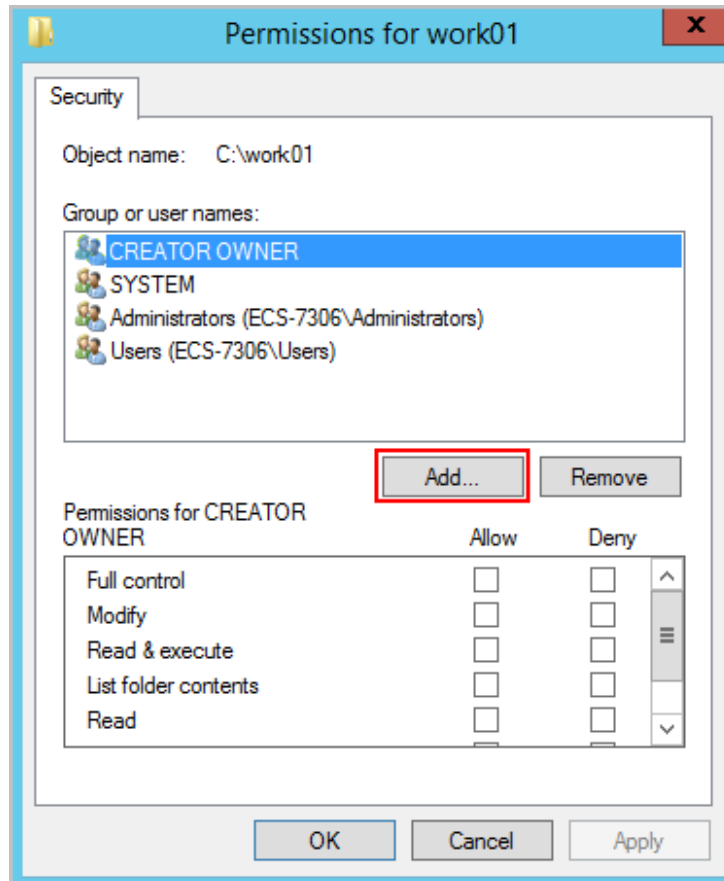 Permissions for work01
X
Security
Object name: C:\work01
Group or user names:
CREATOR OWNER
SYSTEM
Administrators (ECS-7306\Administrators)
Users (ECS-7306\Users)
Add... Remove
Permissions for CREATOR
OWNER Allow Deny
Full control
Modify
Read & execute
List folder contents
Read
OK Cancel Apply